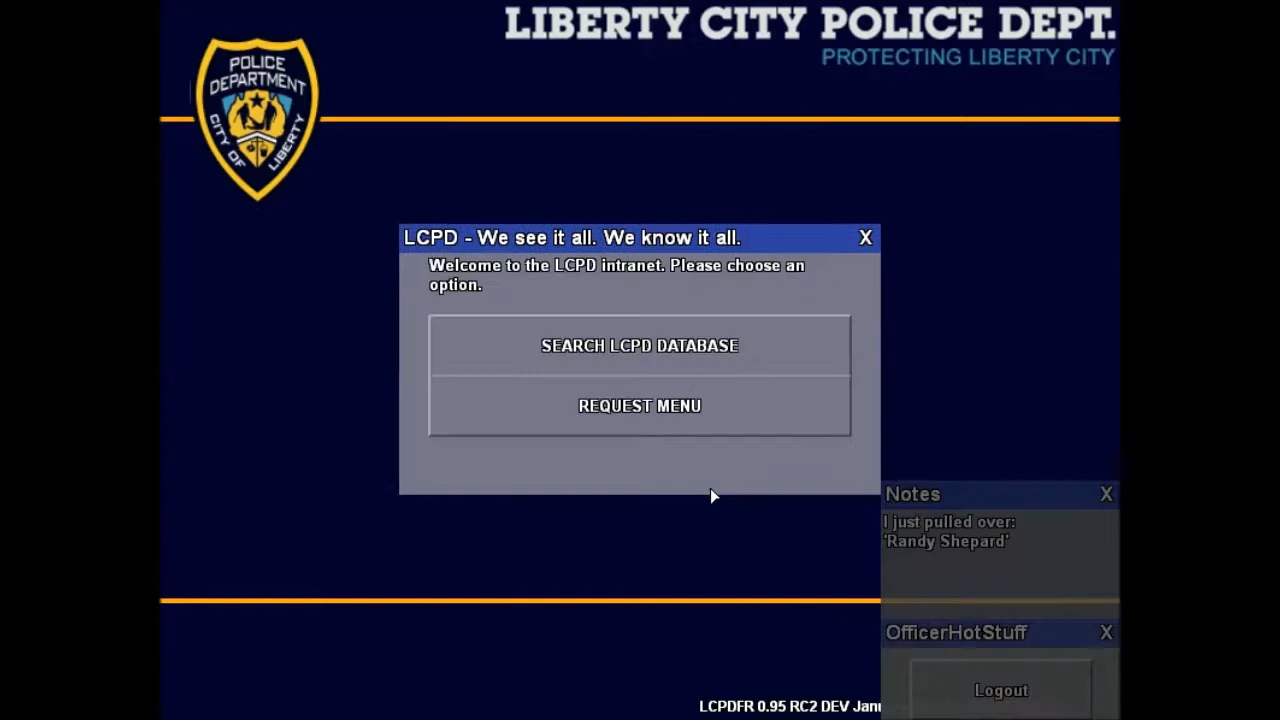 LIBERTY CITY POLICE DEPT.
PROTECTING LIBERTY CITY
POLICE
DEPARTMENT
CITY OF LIBERTY
LCPD - We see it all. We know it all.
X
Welcome to the LCPD intranet. Please choose an
option.
SEARCH LCPD DATABASE
REQUEST MENU
Notes
X
I just pulled over:
'Randy Shepard'
OfficerHotStuff
X
Logout
LCPDFR 0.95 RC2 DEV Janu